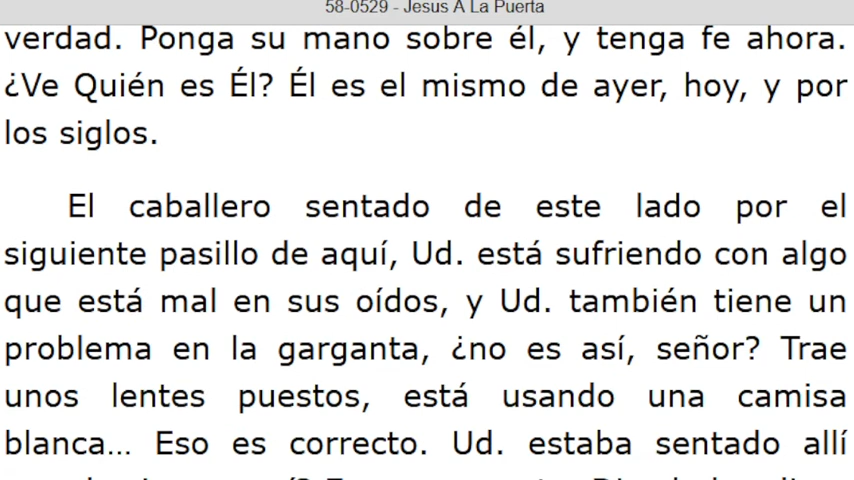 58-0529 - Jesus A La Puerta
verdad. Ponga su mano sobre él, y tenga fe ahora.
¿Ve Quién es Él? Él es el mismo de ayer, hoy, y por
los siglos.
El caballero sentado de este lado por el
siguiente pasillo de aquí, Ud. está sufriendo con algo
que está mal en sus oídos, y Ud. también tiene un
problema en la garganta, ¿no es así, señor? Trae
unos lentes puestos, está usando una camisa
blanca... Eso es correcto. Ud. estaba sentado allí